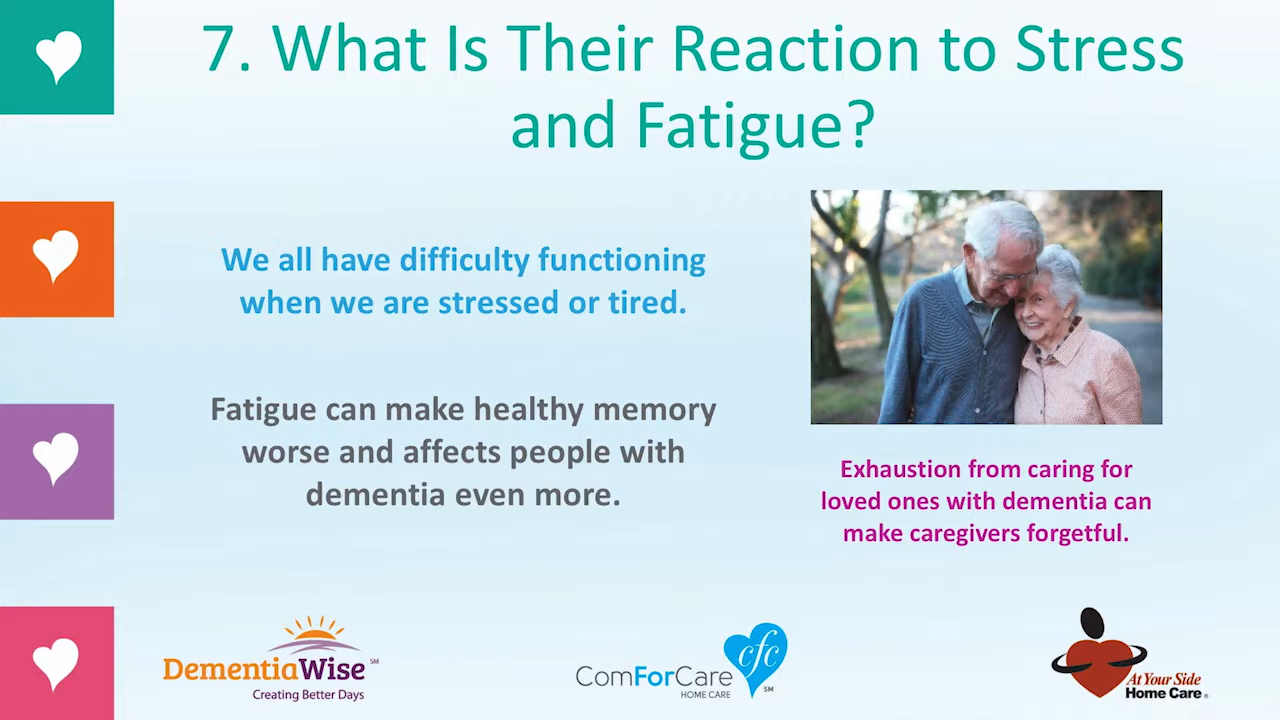 7. What Is Their Reaction to Stress
and Fatigue?
We all have difficulty functioning
when we are stressed or tired.
Fatigue can make healthy memory
worse and affects people with
dementia even more.
Exhaustion from caring for
loved ones with dementia can
make caregivers forgetful.
DementiaWise SM
Creating Better Days
ComForCare
HOME CARE
cfc
SM
At Your Side
Home Care®